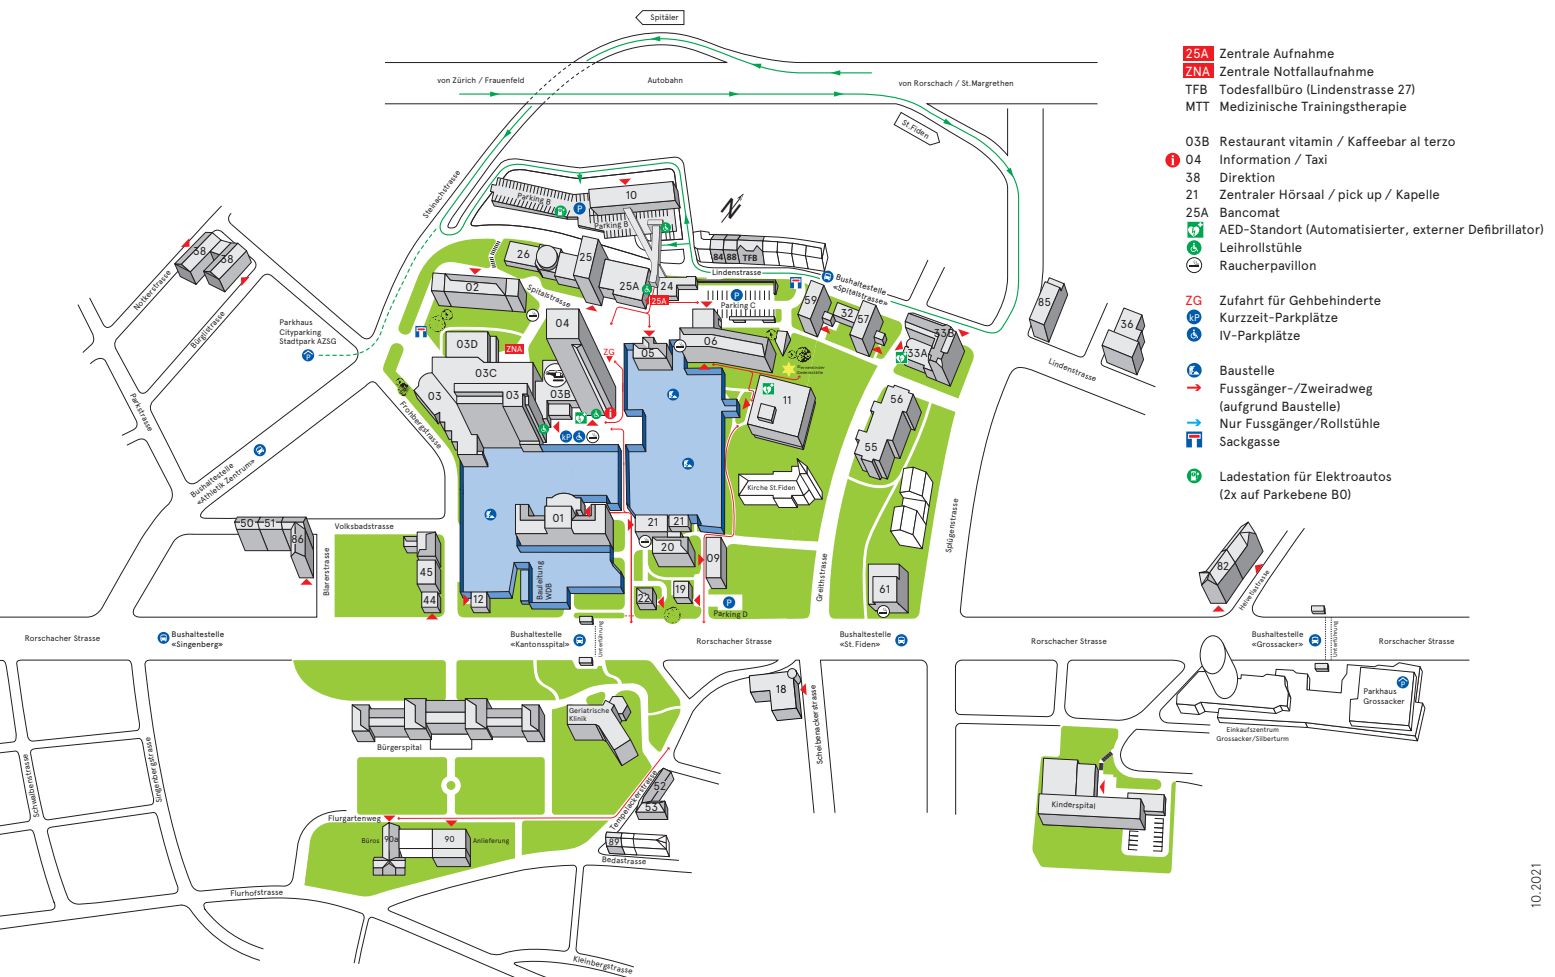 Spitäler
von Zürich / Frauenfeld
Autobahn
von Rorschach / St.Margrethen
St.Fiden
25A Zentrale Aufnahme
ZNA Zentrale Notfallaufnahme
TFB Todesfallbüro (Lindenstrasse 27)
MTT Medizinische Trainingstherapie
03B Restaurant vitamin / Kaffeebar al terzo
i 04 Information / Taxi
38 Direktion
21 Zentraler Hörsaal / pick up / Kapelle
25A Bancomat
AED-Standort (Automatisierter, externer Defibrillator)
Leihrollstühle
Raucherpavillon
ZG Zufahrt für Gehbehinderte
kP Kurzzeit-Parkplätze
IV-Parkplätze
Baustelle
Fussgänger-/Zweiradweg
(aufgrund Baustelle)
Nur Fussgänger/Rollstühle
Sackgasse
Ladestation für Elektroautos
(2x auf Parkebene B0)
Steinachstrasse
Parking B
P
10
Parking B
38
38
Notkerstrasse
Bürglistrasse
Parkhaus
Cityparking
Stadtpark AZSG
P
Parkstrasse
Bushaltestelle
«Athletik Zentrum»
Frohbergstrasse
26
25
25A
24
25A
02
Spitalstrasse
84
88
TFB
Lindenstrasse
P
Parking C
Bushaltestelle
«Spitalstrasse»
59
32
57
33B
33A
85
36
Lindenstrasse
04
03D
ZNA
ZG
03C
03
03
03B
kP
i
05
06
11
56
55
Kirche St.Fiden
Splügenstrasse
Greithstrasse
01
21
21
20
09
19
22
P
Parking D
61
12
Bauleitung
WDB
50
51
86
Volksbadstrasse
Blarerstrasse
45
44
82
Helvetiastrasse
Rorschacher Strasse
Bushaltestelle
«Singenberg»
Bushaltestelle
«Kantonsspital»
Unterführung
Rorschacher Strasse
Bushaltestelle
«St.Fiden»
Rorschacher Strasse
Bushaltestelle
«Grossacker»
Unterführung
Rorschacher Strasse
Schwalbenstrasse
Singenbergstrasse
Bürgerspital
Geriatrische
Klinik
18
Scheibenackerstrasse
Parkhaus
Grossacker
P
Einkaufszentrum
Grossacker/Silberturm
Kinderspital
52
53
Tempelackerstrasse
89
Bedastrasse
Flurgartenweg
Büros
90a
90
Anlieferung
Flurhofstrasse
Kleinbergstrasse
10.2021